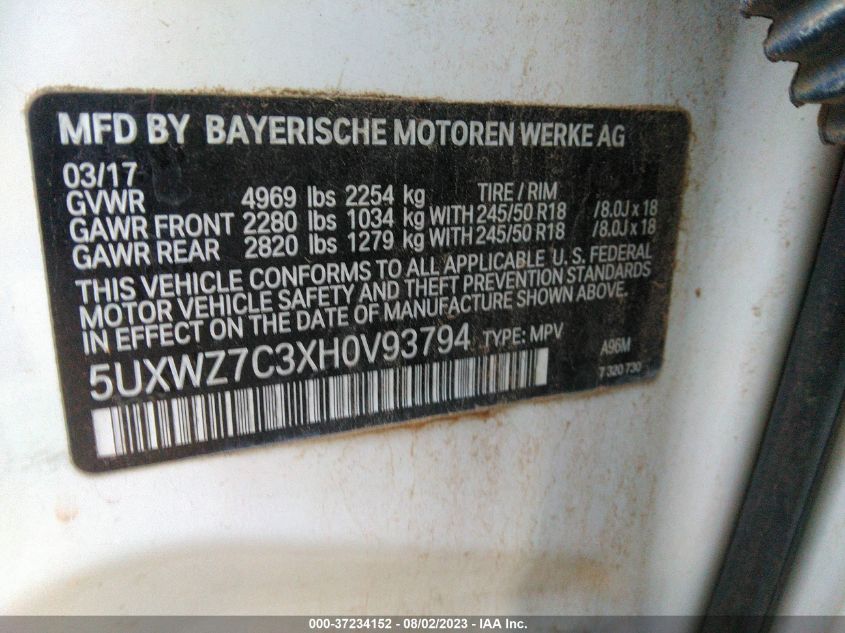 MFD BY BAYERISCHE MOTOREN WERKE AG
03/17
GVWR 4969 lbs 2254 kg TIRE / RIM
GAWR FRONT 2280 lbs 1034 kg WITH 245/50 R18 /8.0J x 18
GAWR REAR 2820 lbs 1279 kg WITH 245/50 R18 /8.0J x 18
THIS VEHICLE CONFORMS TO ALL APPLICABLE U.S. FEDERAL
MOTOR VEHICLE SAFETY AND THEFT PREVENTION STANDARDS
IN EFFECT ON THE DATE OF MANUFACTURE SHOWN ABOVE.
5UXWZ7C3XH0V93794 TYPE: MPV A96M
7 320 730
000-37234152 - 08/02/2023 - IAA Inc.